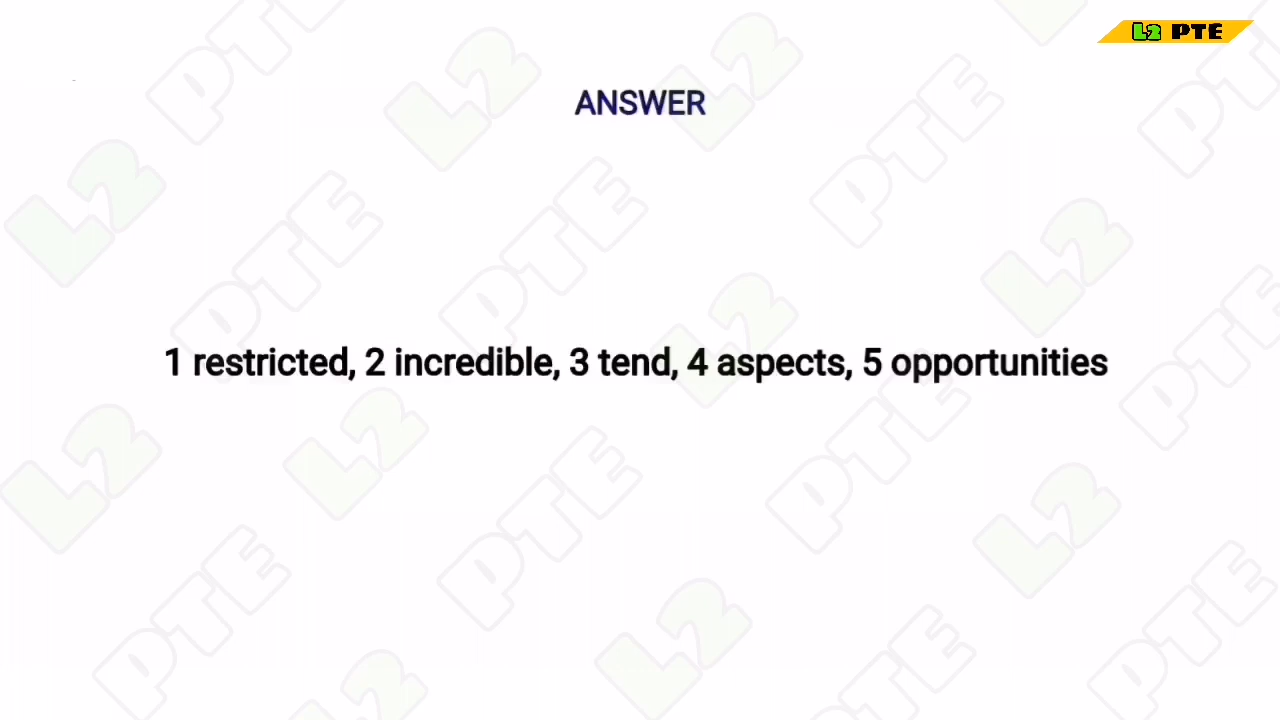 L2 PTE
ANSWER
1 restricted, 2 incredible, 3 tend, 4 aspects, 5 opportunities